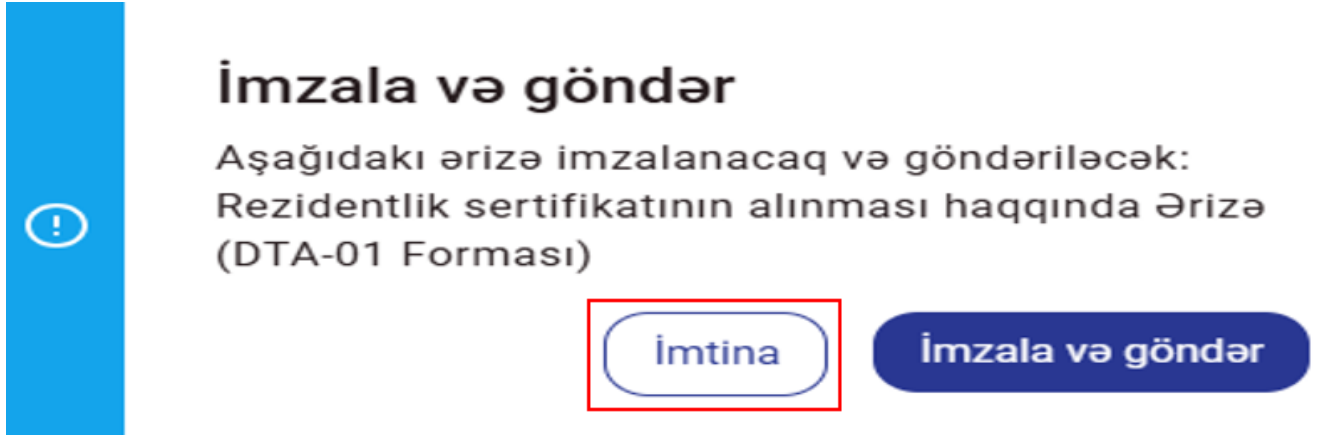 İmzala və göndər
Aşağıdakı ərizə imzalanacaq və göndəriləcək:
Rezidentlik sertifikatının alınması haqqında Ərizə
(DTA-01 Forması)
İmtina
İmzala və göndər